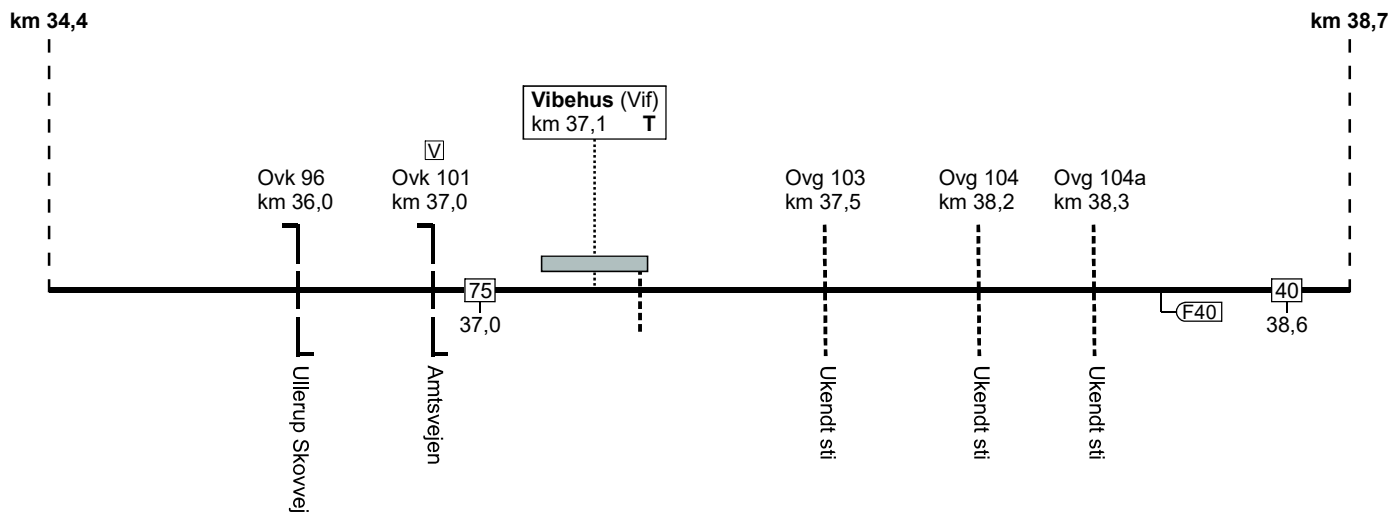 km 34,4
km 38,7
Vibehus (Vif)
km 37,1 T
V
Ovk 96
km 36,0
Ovk 101
km 37,0
Ovg 103
km 37,5
Ovg 104
km 38,2
Ovg 104a
km 38,3
75
37,0
F40
40
38,6
Ullerup Skovvej
Amtsvejen
Ukendt sti
Ukendt sti
Ukendt sti